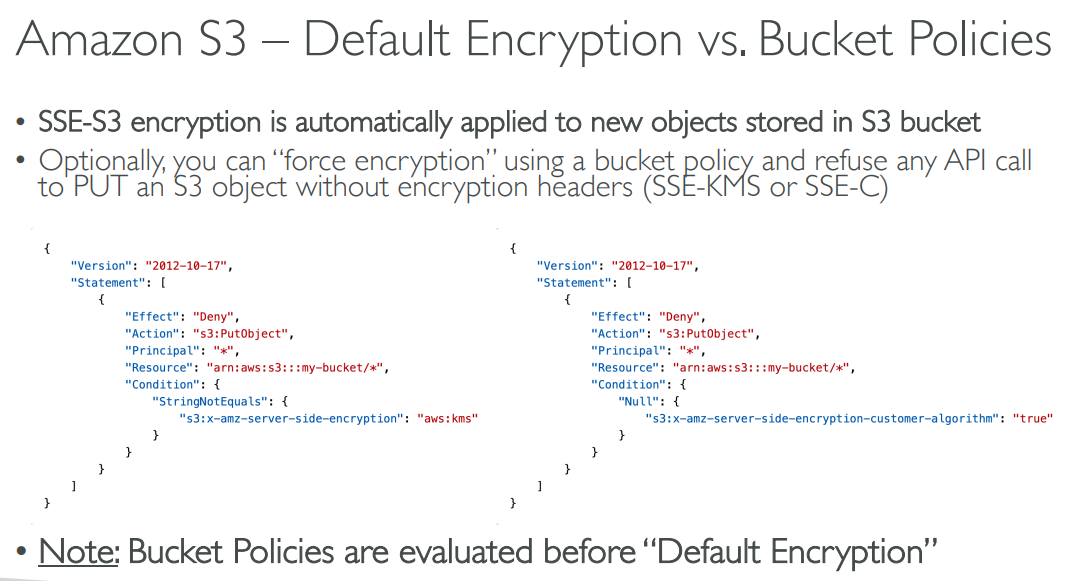 Amazon S3 – Default Encryption vs. Bucket Policies
• SSE-S3 encryption is automatically applied to new objects stored in S3 bucket
• Optionally, you can “force encryption” using a bucket policy and refuse any API call
to PUT an S3 object without encryption headers (SSE-KMS or SSE-C)
{
"Version": "2012-10-17",
"Statement": [
{
"Effect": "Deny",
"Action": "s3:PutObject",
"Principal": "*",
"Resource": "arn:aws:s3:::my-bucket/*",
"Condition": {
"StringNotEquals": {
"s3:x-amz-server-side-encryption": "aws:kms"
}
}
}
]
}
{
"Version": "2012-10-17",
"Statement": [
{
"Effect": "Deny",
"Action": "s3:PutObject",
"Principal": "*",
"Resource": "arn:aws:s3:::my-bucket/*",
"Condition": {
"Null": {
"s3:x-amz-server-side-encryption-customer-algorithm": "true"
}
}
}
]
}
• Note: Bucket Policies are evaluated before “Default Encryption”